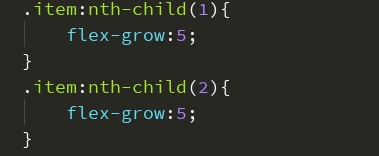 .item:nth-child(1){
    flex-grow:5;
}
.item:nth-child(2){
    flex-grow:5;
}